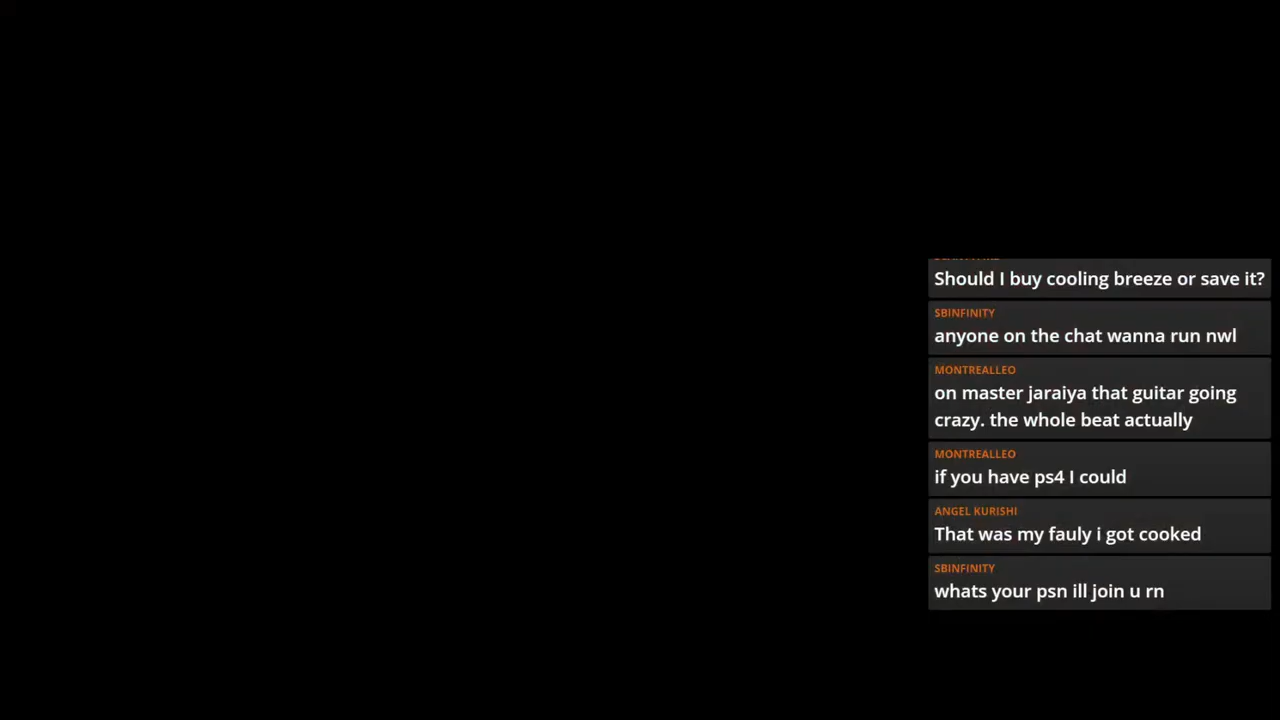 Should I buy cooling breeze or save it?
SBINFINITY
anyone on the chat wanna run nwl
MONTREALLEO
on master jaraiya that guitar going
crazy. the whole beat actually
MONTREALLEO
if you have ps4 I could
ANGEL KURISHI
That was my fauly i got cooked
SBINFINITY
whats your psn ill join u rn